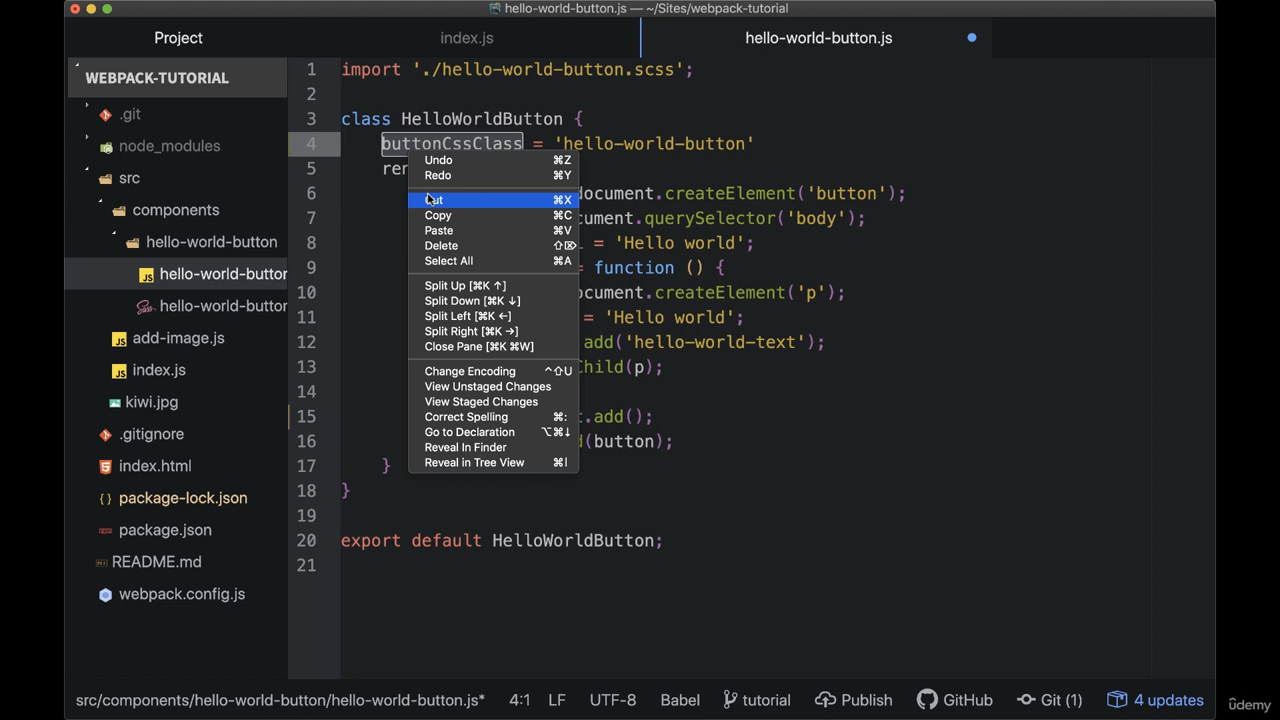 hello-world-button.js — ~/Sites/webpack-tutorial
Project
index.js
hello-world-button.js
WEBPACK-TUTORIAL
.git
node_modules
src
components
hello-world-button
hello-world-buttor
hello-world-buttor
add-image.js
index.js
kiwi.jpg
.gitignore
index.html
package-lock.json
package.json
README.md
webpack.config.js
1 import './hello-world-button.scss';
2
3 class HelloWorldButton {
4 buttonCssClass = 'hello-world-button'
5 rer
6 document.createElement('button');
7 cument.querySelector('body');
8 = 'Hello world';
9 = function () {
10 ocument.createElement('p');
11 = 'Hello world';
12 add('hello-world-text');
13 Child(p);
14
15 t.add();
16 d(button);
17 }
18 }
19
20 export default HelloWorldButton;
21
Undo ⌘Z
Redo ⌘Y
Cut ⌘X
Copy ⌘C
Paste ⌘V
Delete ⇧⌦
Select All ⌘A
Split Up [⌘K ↑]
Split Down [⌘K ↓]
Split Left [⌘K ←]
Split Right [⌘K →]
Close Pane [⌘K ⌘W]
Change Encoding ^⇧U
View Unstaged Changes
View Staged Changes
Correct Spelling ⌘:
Go to Declaration ⌥⌘↓
Reveal In Finder
Reveal in Tree View ⌘|
src/components/hello-world-button/hello-world-button.js* 4:1 LF UTF-8 Babel tutorial Publish GitHub Git (1) 4 updates
ûdemy